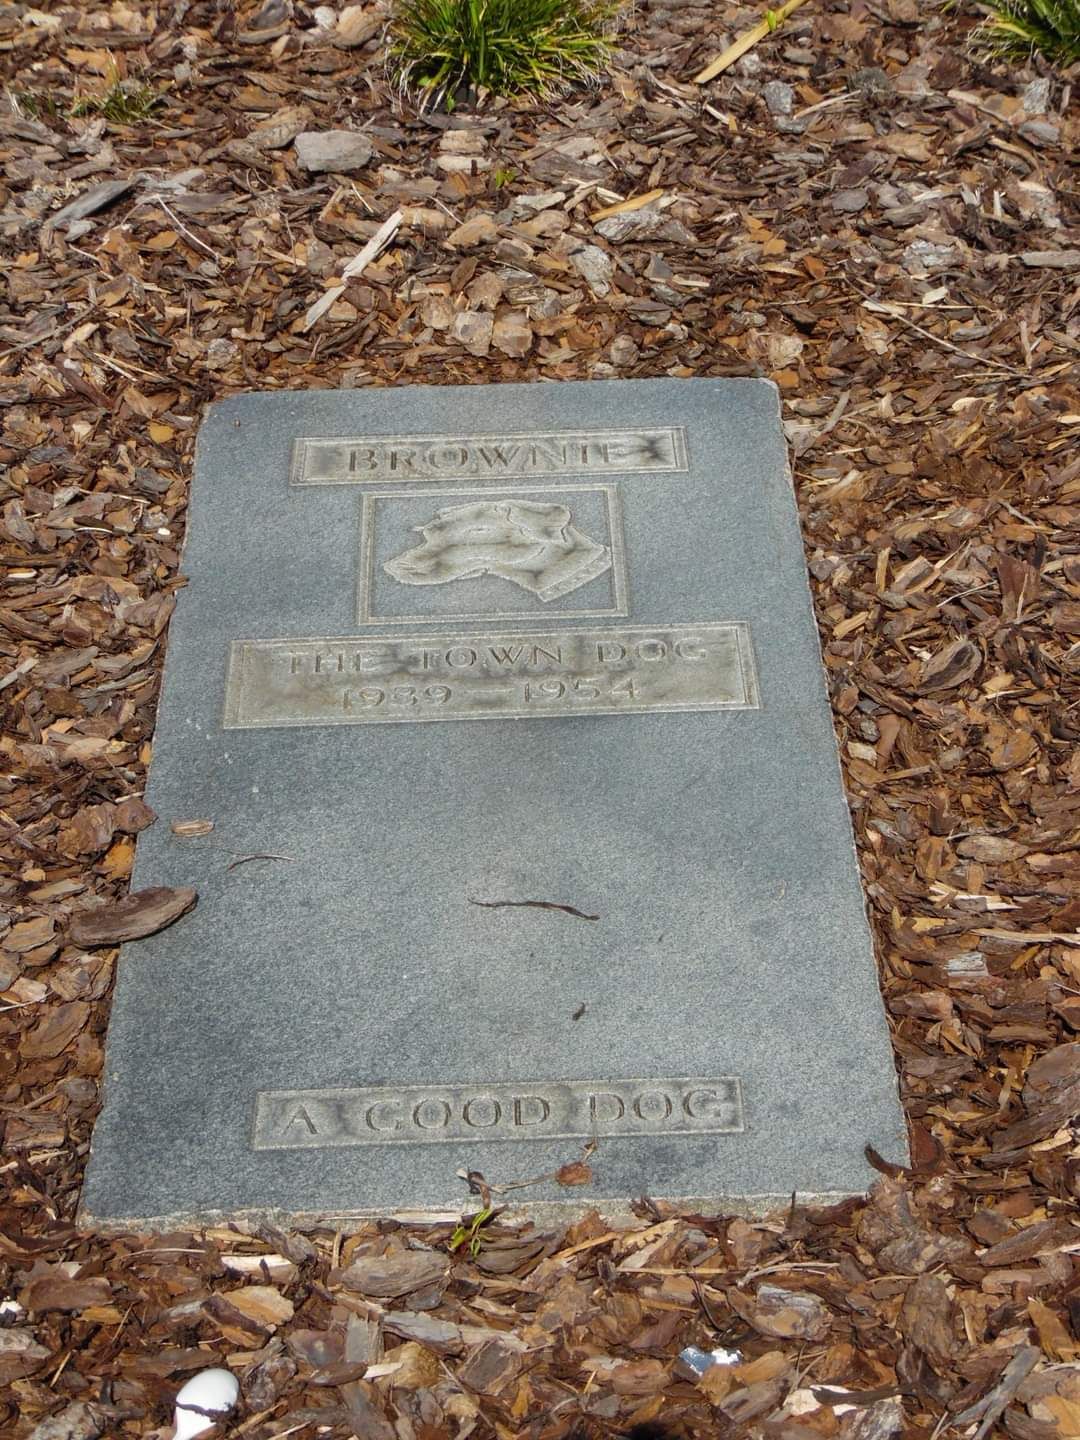 BROWNIE
THE TOWN DOG
1939 — 1954
A GOOD DOG